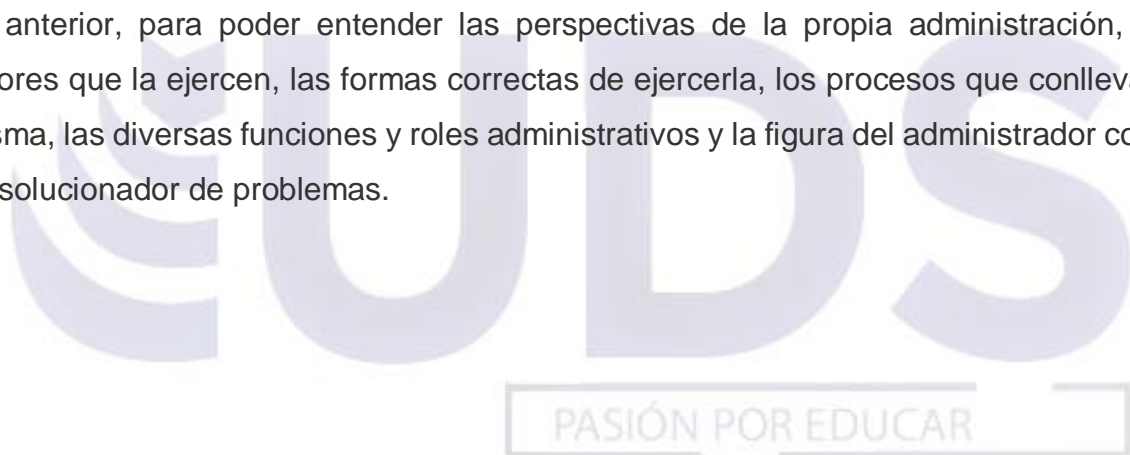 anterior, para poder entender las perspectivas de la propia administración,
ores que la ejercen, las formas correctas de ejercerla, los procesos que conlleva
sma, las diversas funciones y roles administrativos y la figura del administrador co
solucionador de problemas.
UDS
PASIÓN POR EDUCAR